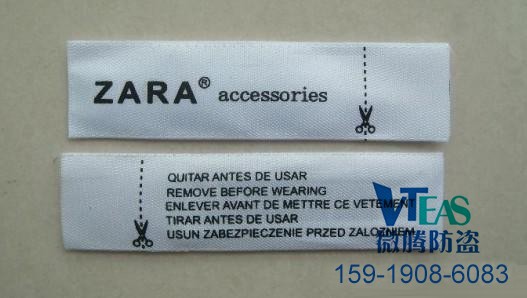 ZARA® accessories
QUITAR ANTES DE USAR
REMOVE BEFORE WEARING
ENLEVER AVANT DE METTRE CE VETEMENT
TIRAR ANTES DE USAR
USUN ZABEZPIECZENIE PRZED ZALOZNIEM
VTEAS
微腾防盗
159-1908-6083